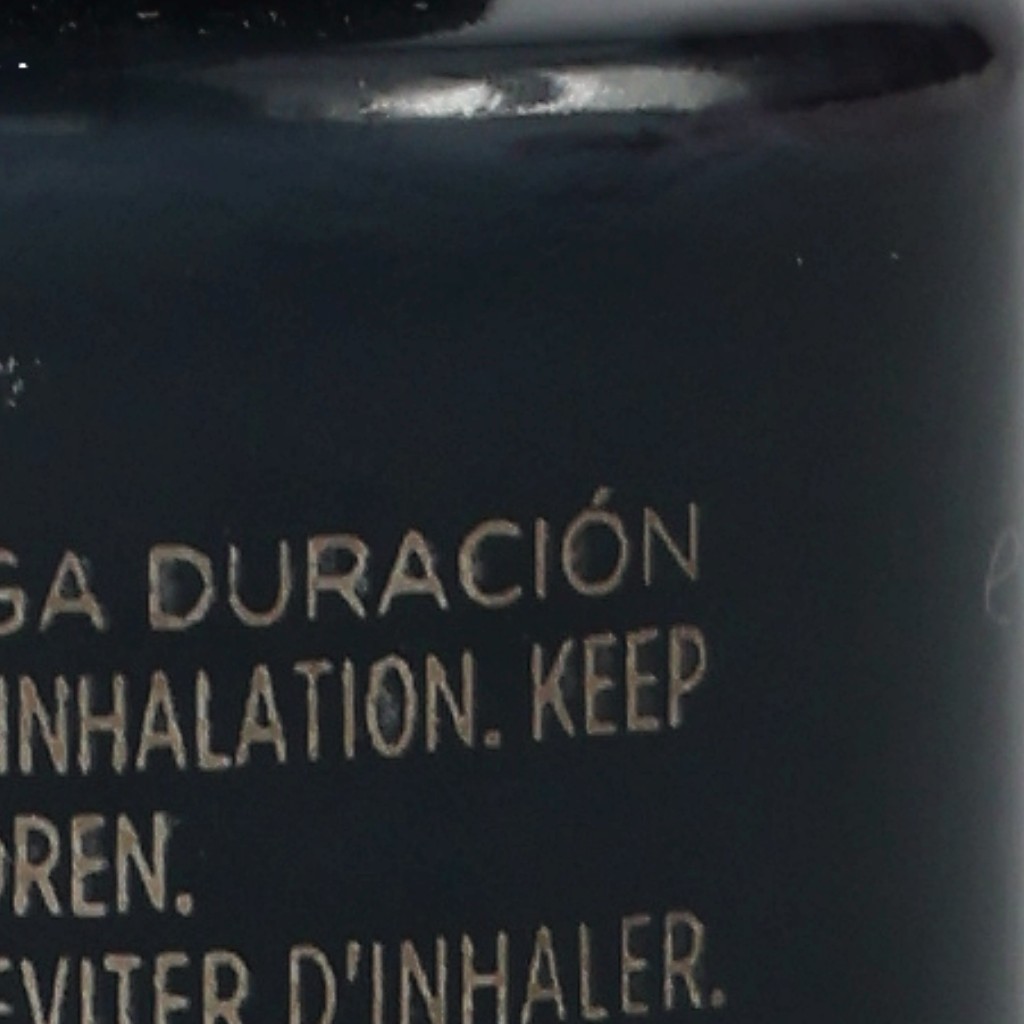 GA DURACIÓN
INHALATION. KEEP
DREN.
EVITER D'INHALER.